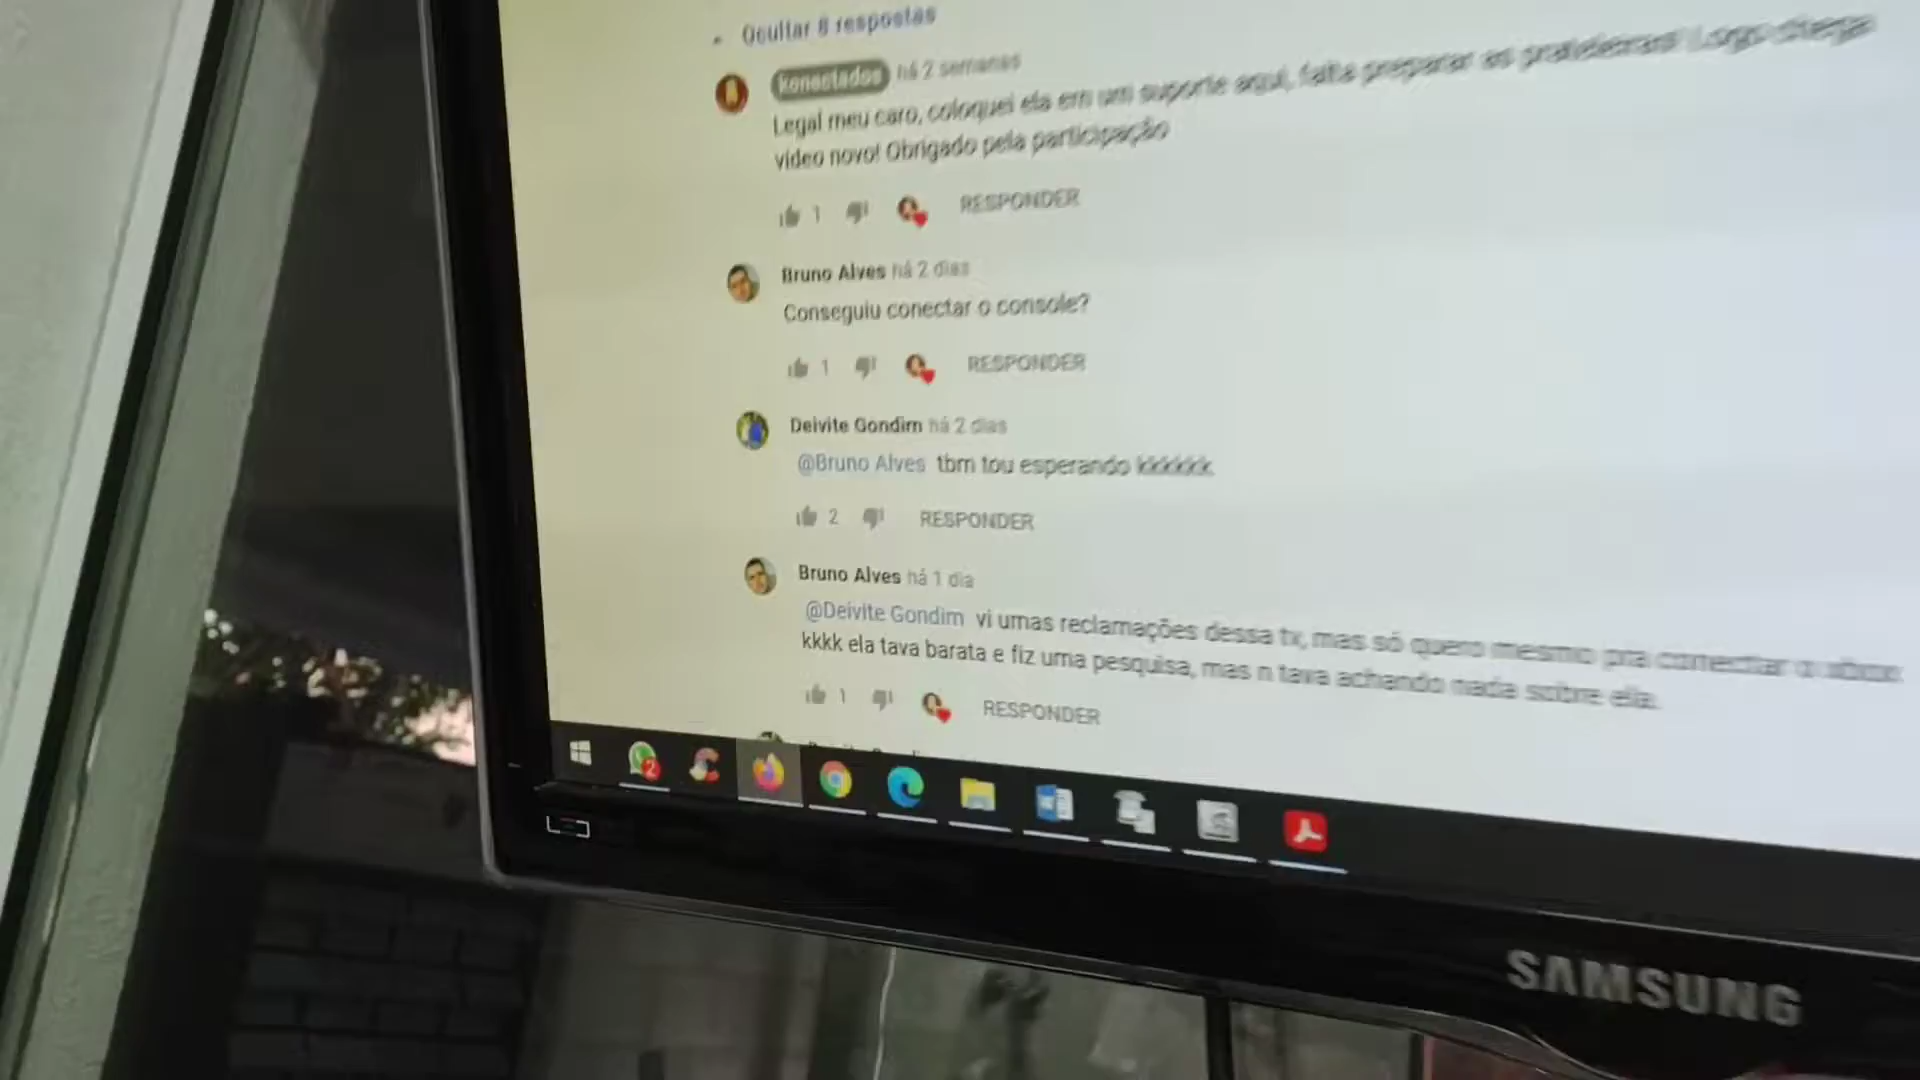 Ocultar 8 respostas
Konectados há 2 semanas
Legal meu caro, coloquei ela em um suporte aqui, falta preparar as prateleiras! Logo chega
vídeo novo! Obrigado pela participação
1 RESPONDER
Bruno Alves há 2 dias
Conseguiu conectar o console?
1 RESPONDER
Deivite Gondim há 2 dias
@Bruno Alves tbm tou esperando kkkkkk
2 RESPONDER
Bruno Alves há 1 dia
@Deivite Gondim vi umas reclamações dessa tv, mas só quero mesmo pra conectar o xbox
kkkk ela tava barata e fiz uma pesquisa, mas n tava achando nada sobre ela.
1 RESPONDER
2
SAMSUNG